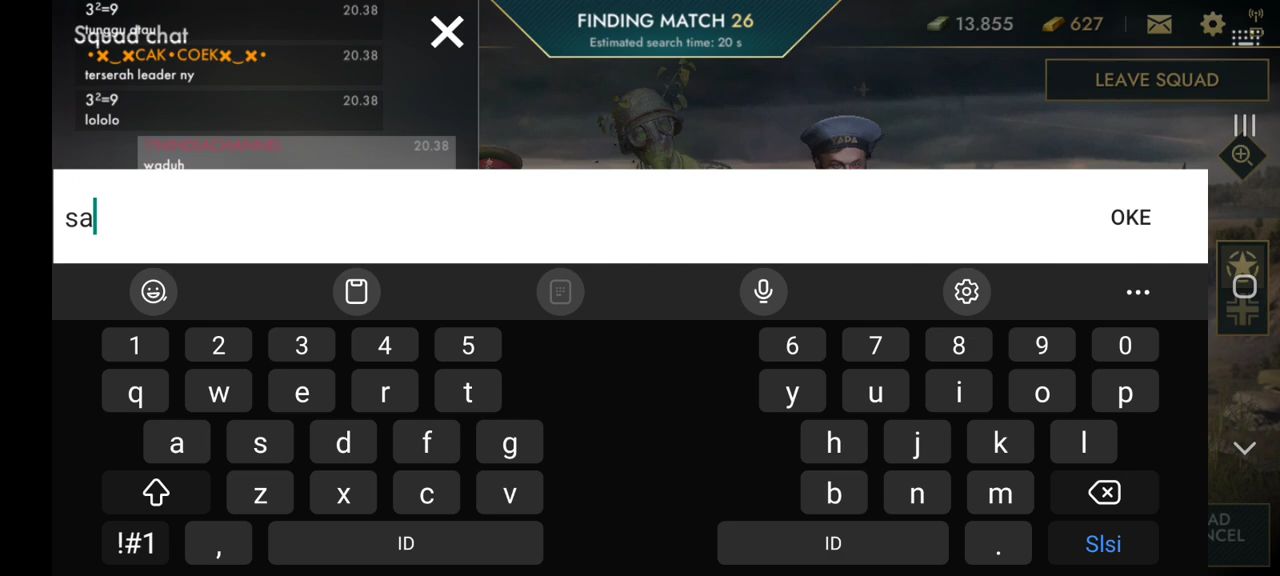 3²=9 20.38
tunggu atau
Squad chat
•✖_✖CAK•COEK✖_✖• 20.38
terserah leader ny
3²=9 20.38
lololo
20.38
waduh
FINDING MATCH 26
Estimated search time: 20 s
13.855
627
LEAVE SQUAD
sa
OKE
1 2 3 4 5 6 7 8 9 0
q w e r t y u i o p
a s d f g h j k l
z x c v b n m
!#1 , ID ID . Slsi